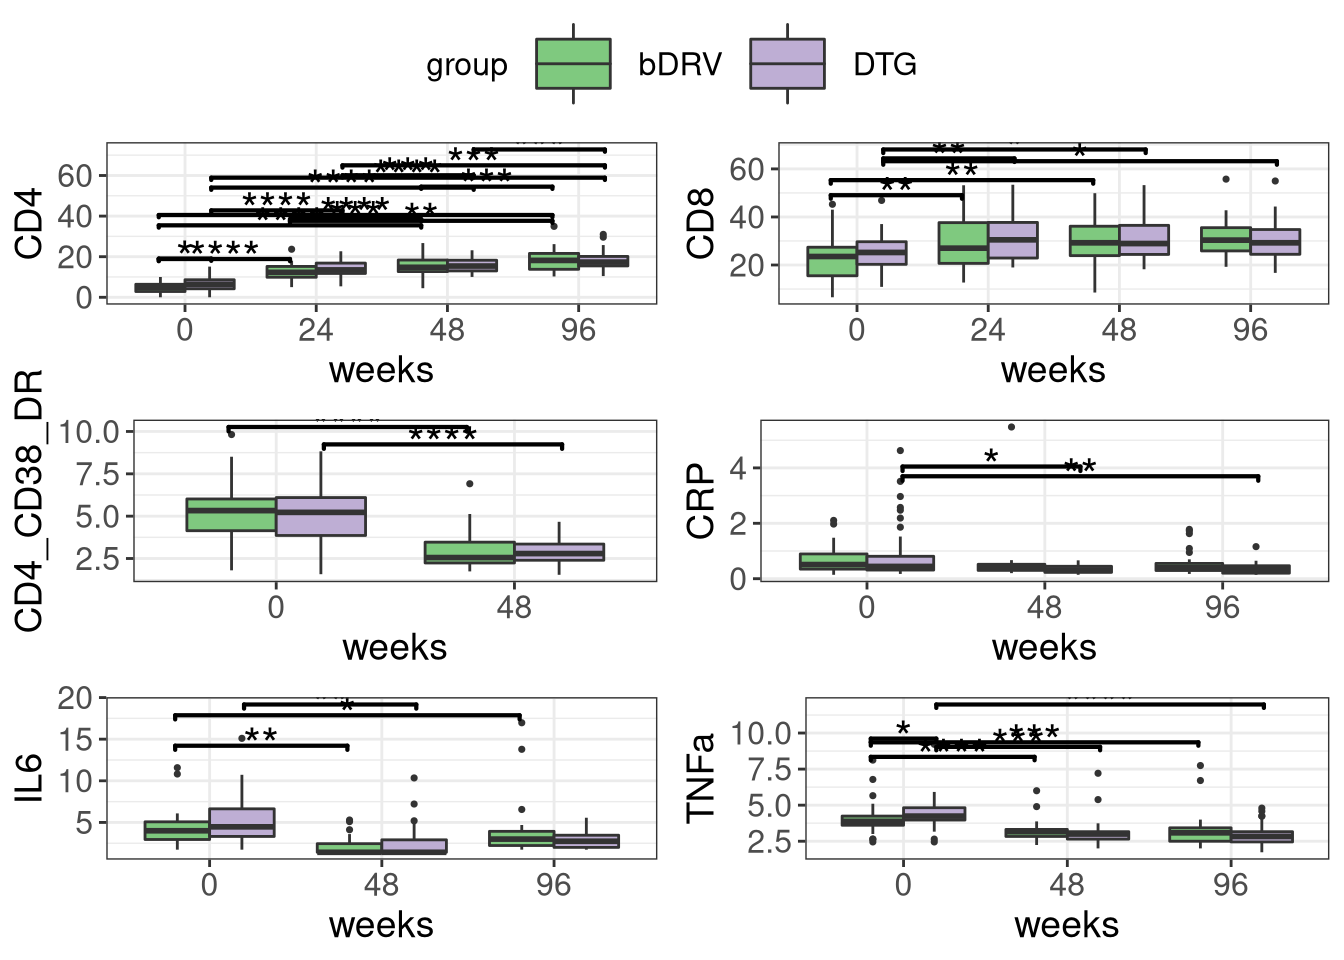 group bDRV DTG
CD4
60
40
20
0
*** **** *** **** ** *****
0 24 48 96
weeks
CD8
60
40
20
** * ** **
0 24 48 96
weeks
CD4_CD38_DR
10.0
7.5
5.0
2.5
****
0 48
weeks
CRP
4
2
0
* **
0 48 96
weeks
IL6
20
15
10
5
* **
0 48 96
weeks
TNFa
10.0
7.5
5.0
2.5
* **** ****
0 48 96
weeks